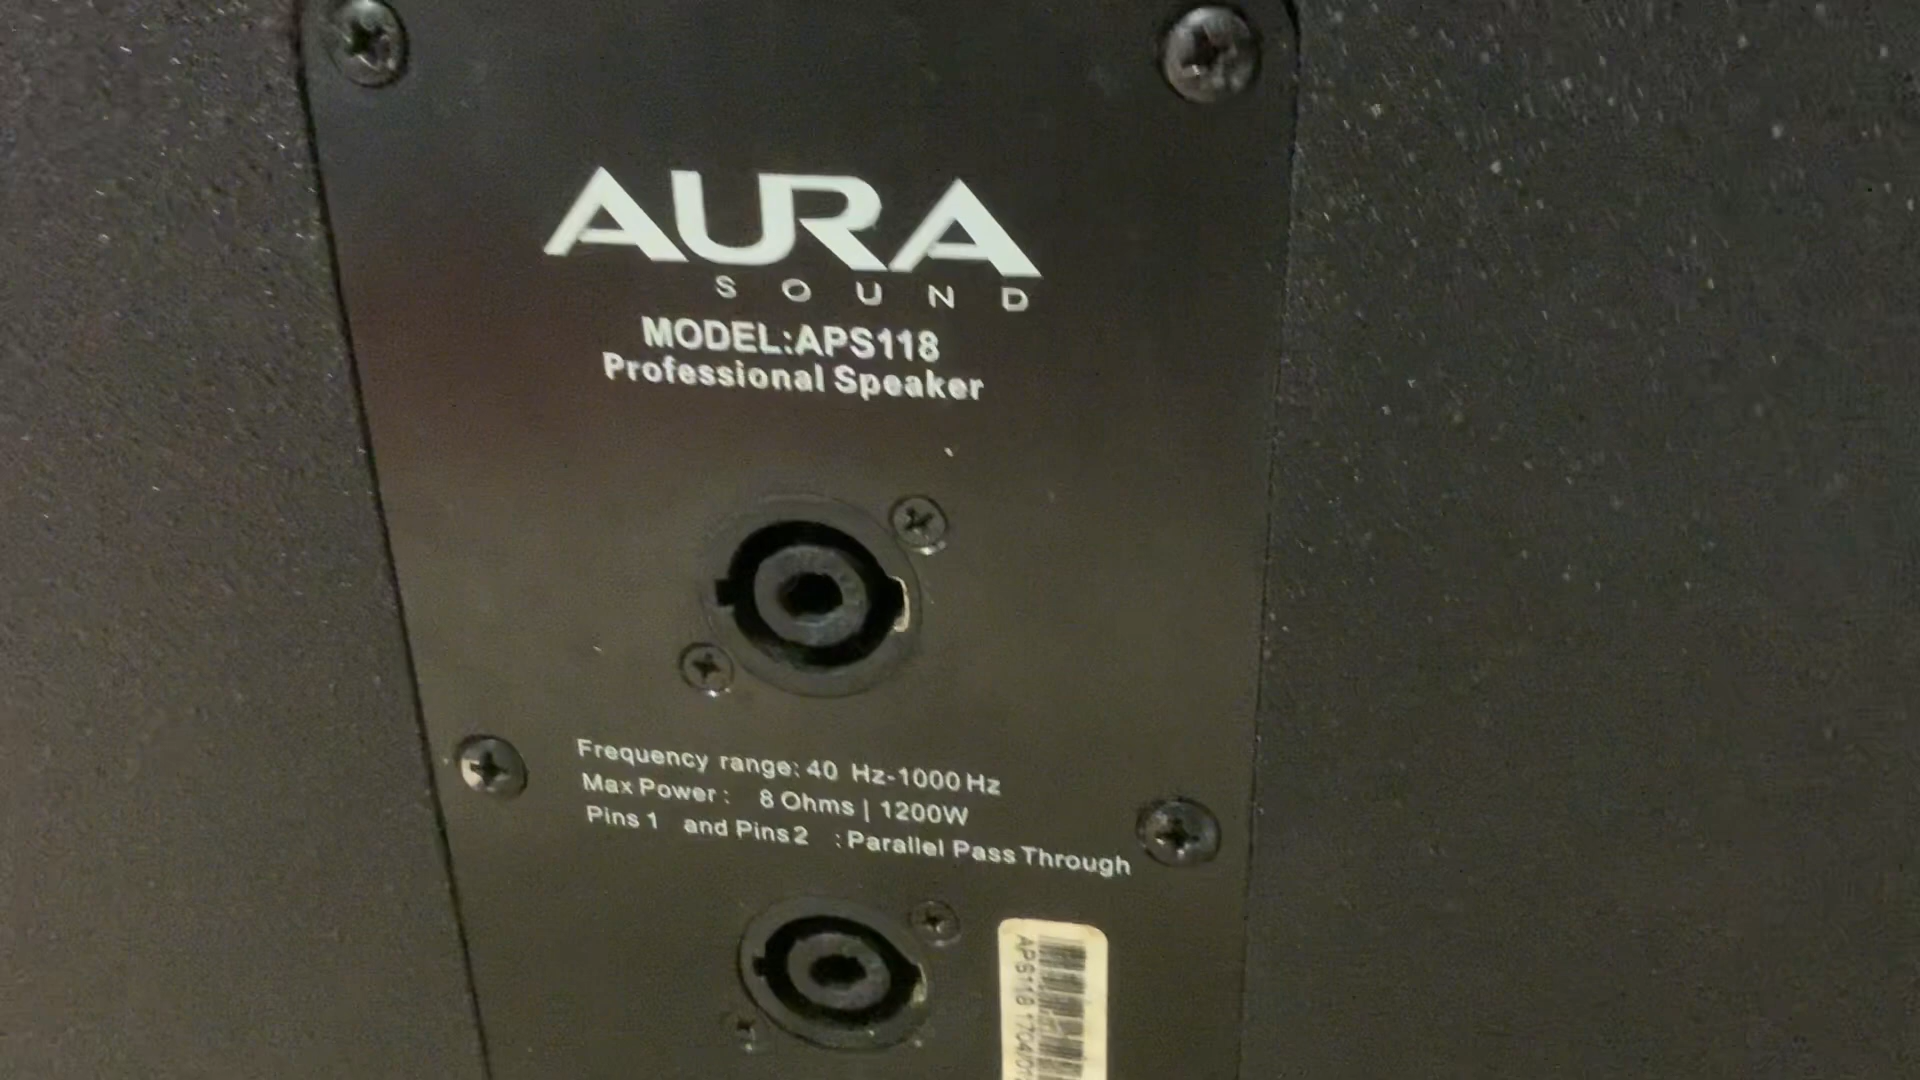 AURA
SOUND
MODEL:APS118
Professional Speaker
Frequency range: 40 Hz-1000 Hz
Max Power: 8 Ohms | 1200W
Pins 1 and Pins 2 : Parallel Pass Through
APS118